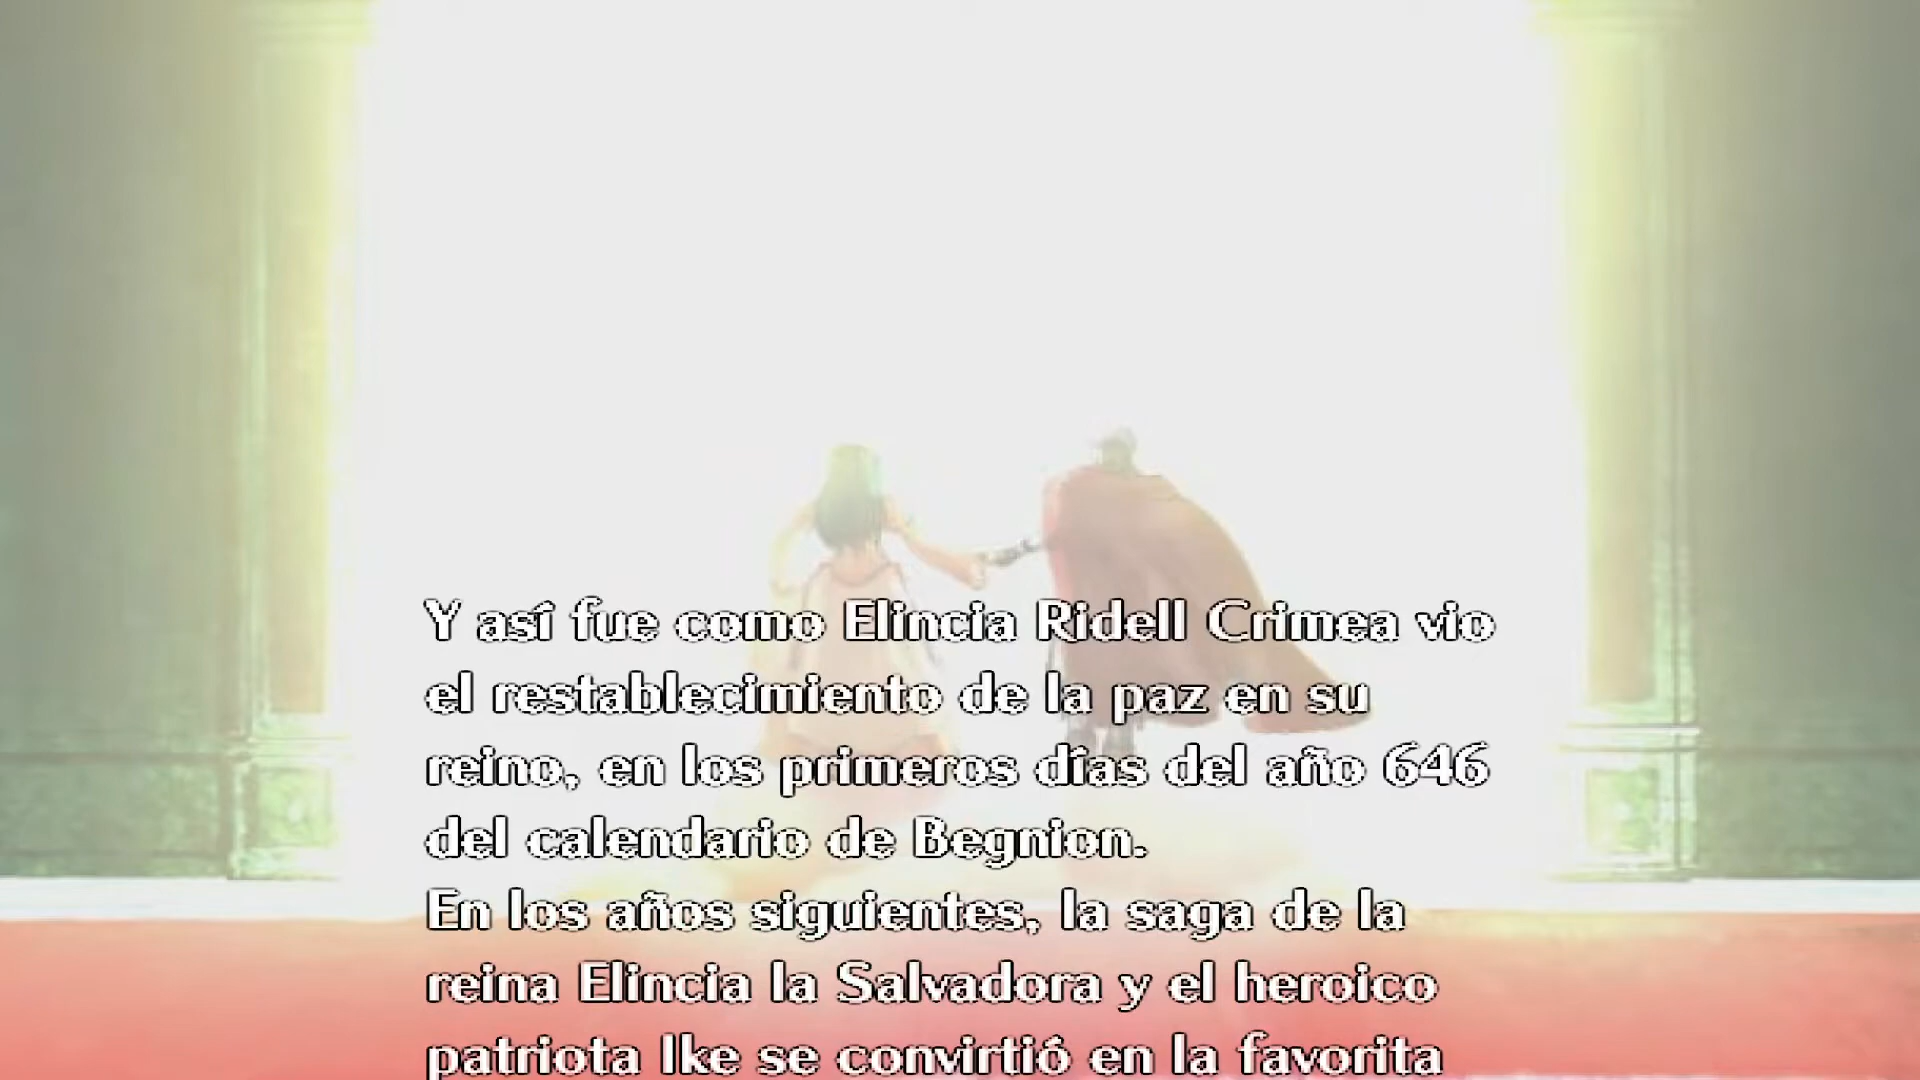 Y así fue como Elincia Ridell Crimea vio
el restablecimiento de la paz en su
reino, en los primeros días del año 646
del calendario de Begnion.
En los años siguientes, la saga de la
reina Elincia la Salvadora y el heroico
patriota Ike se convirtió en la favorita